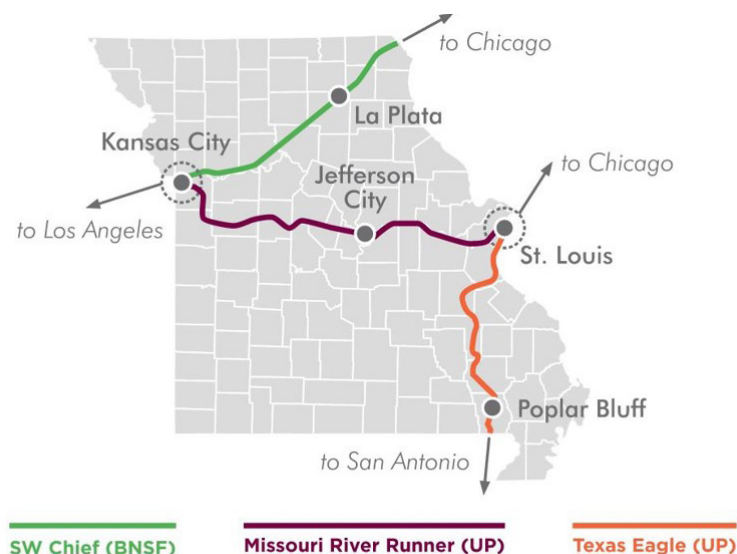 to Chicago
La Plata
Kansas City
Jefferson
City
to Chicago
to Los Angeles
St. Louis
Poplar Bluff
to San Antonio
SW Chief (BNSF)
Missouri River Runner (UP)
Texas Eagle (UP)